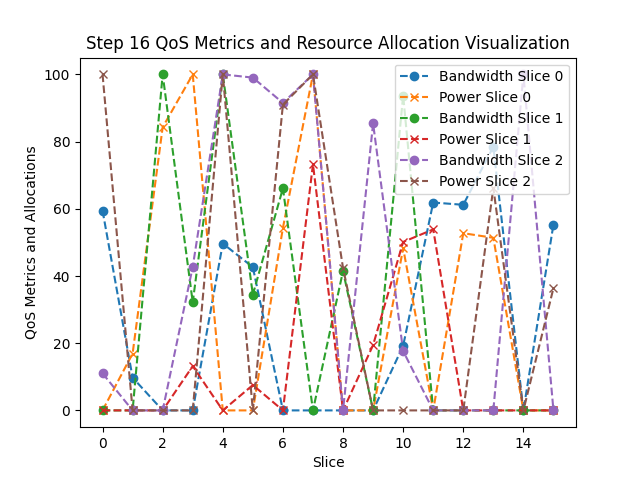 Step 16 QoS Metrics and Resource Allocation Visualization
QoS Metrics and Allocations
100
80
60
40
20
0
Bandwidth Slice 0
Power Slice 0
Bandwidth Slice 1
Power Slice 1
Bandwidth Slice 2
Power Slice 2
0 2 4 6 8 10 12 14
Slice